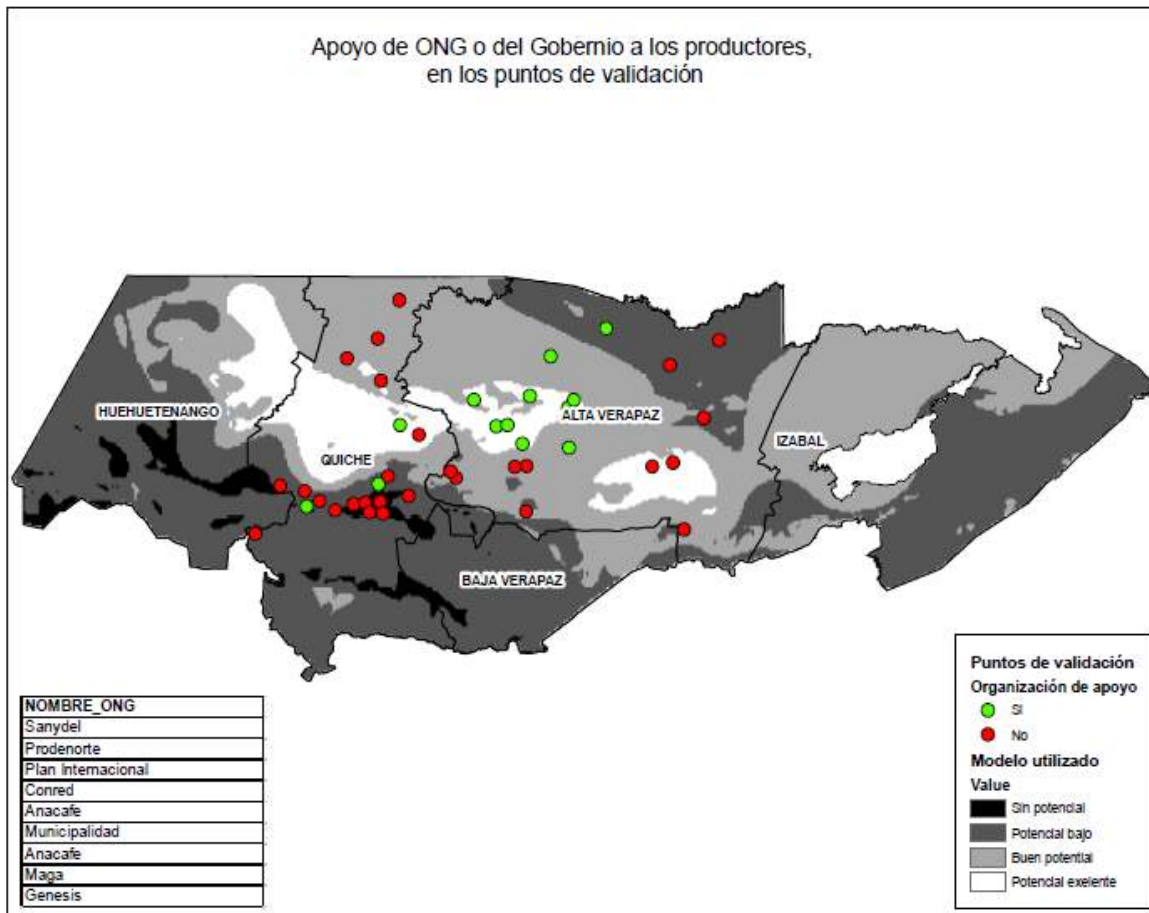 Apoyo de ONG o del Gobernio a los productores,
en los puntos de validación
HUEHUETENANGO
ALTA VERAPAZ
IZABAL
QUICHE
BAJA VERAPAZ
NOMBRE_ONG
Sanydel
Prodenorte
Plan Internacional
Conred
Anacafe
Municipalidad
Anacafe
Maga
Genesis
Puntos de validación
Organización de apoyo
SI
No
Modelo utilizado
Value
Sin potencial
Potencial bajo
Buen potential
Potencial exelente